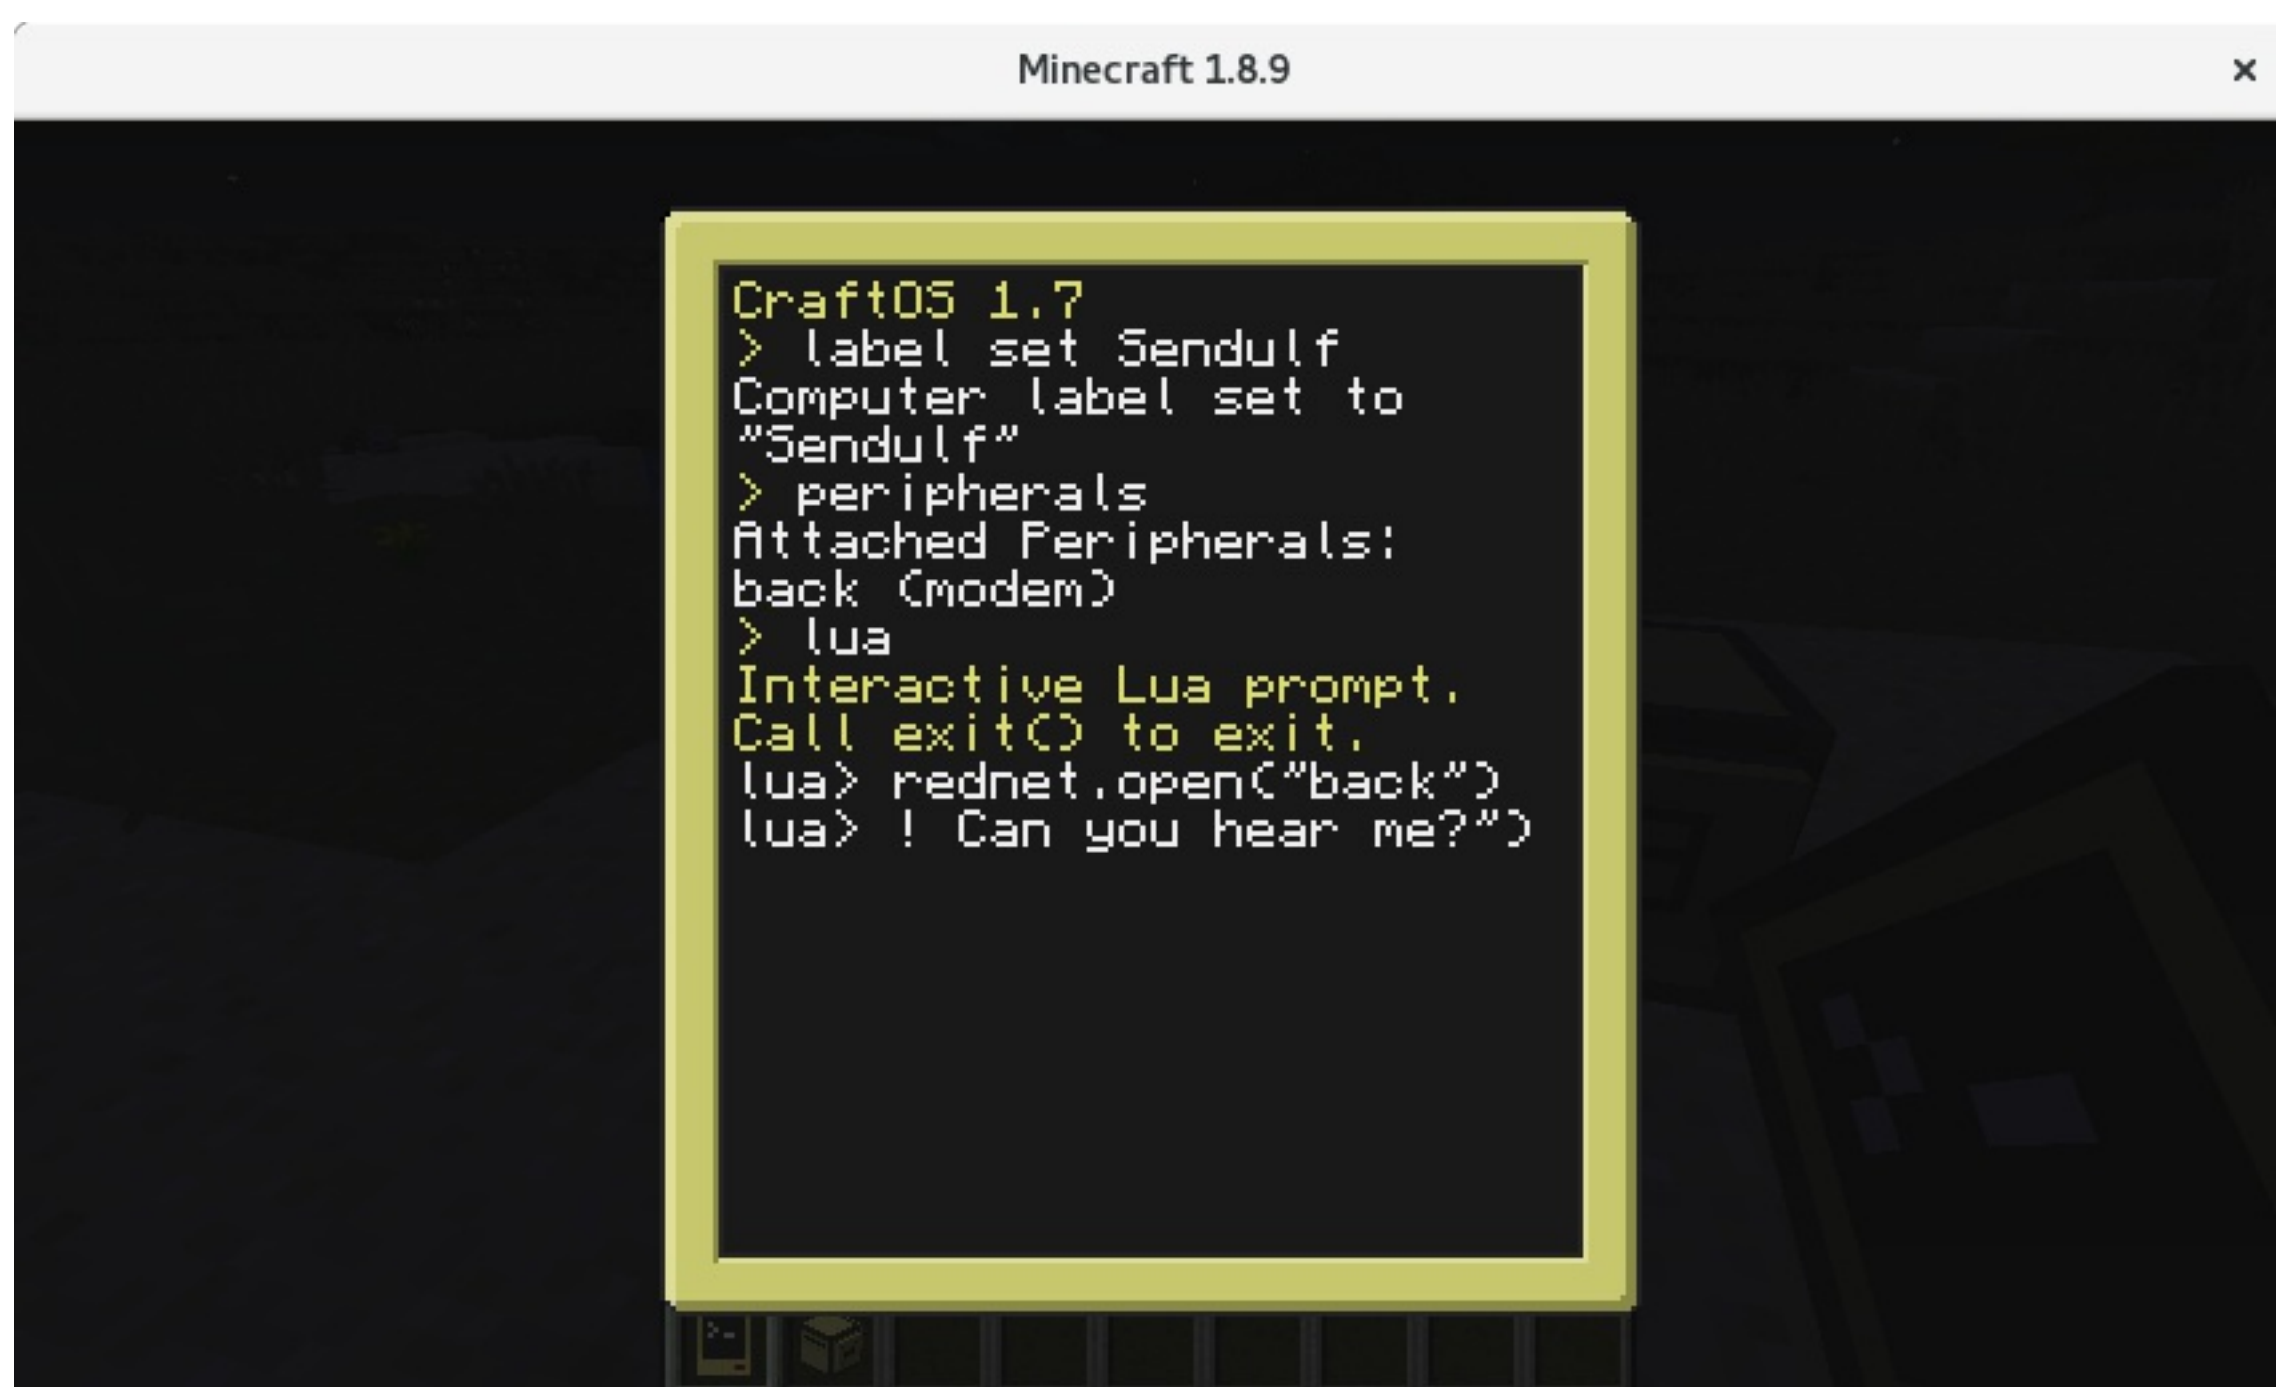 Minecraft 1.8.9 ×
CraftOS 1.7
> label set Sendulf
Computer label set to
"Sendulf"
> peripherals
Attached Peripherals:
back (modem)
> lua
Interactive Lua prompt.
Call exit() to exit.
lua> rednet.open("back")
lua> ! Can you hear me?")
>-